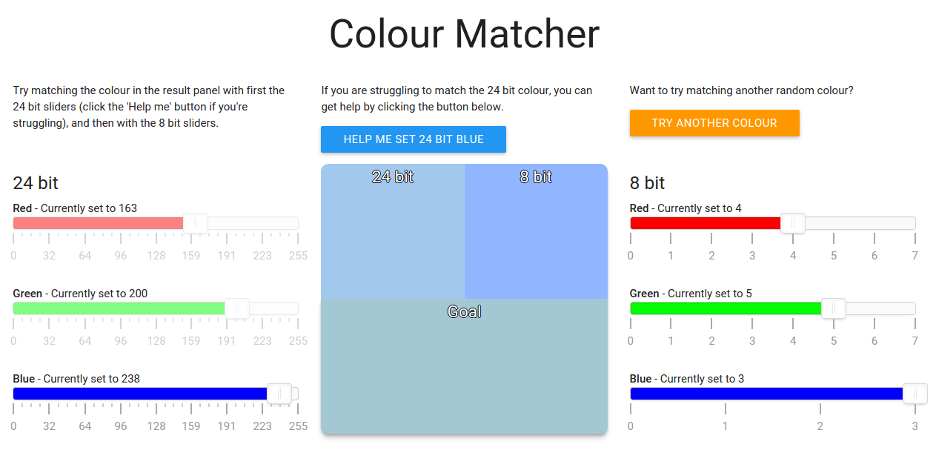 Colour Matcher
Try matching the colour in the result panel with first the
24 bit sliders (click the 'Help me' button if you're
struggling), and then with the 8 bit sliders.
If you are struggling to match the 24 bit colour, you can
get help by clicking the button below.
HELP ME SET 24 BIT BLUE
Want to try matching another random colour?
TRY ANOTHER COLOUR
24 bit
Red - Currently set to 163
0 32 64 96 128 159 191 223 255
Green - Currently set to 200
0 32 64 96 128 159 191 223 255
Blue - Currently set to 238
0 32 64 96 128 159 191 223 255
24 bit 8 bit
Goal
8 bit
Red - Currently set to 4
0 1 2 3 4 5 6 7
Green - Currently set to 5
0 1 2 3 4 5 6 7
Blue - Currently set to 3
0 1 2 3